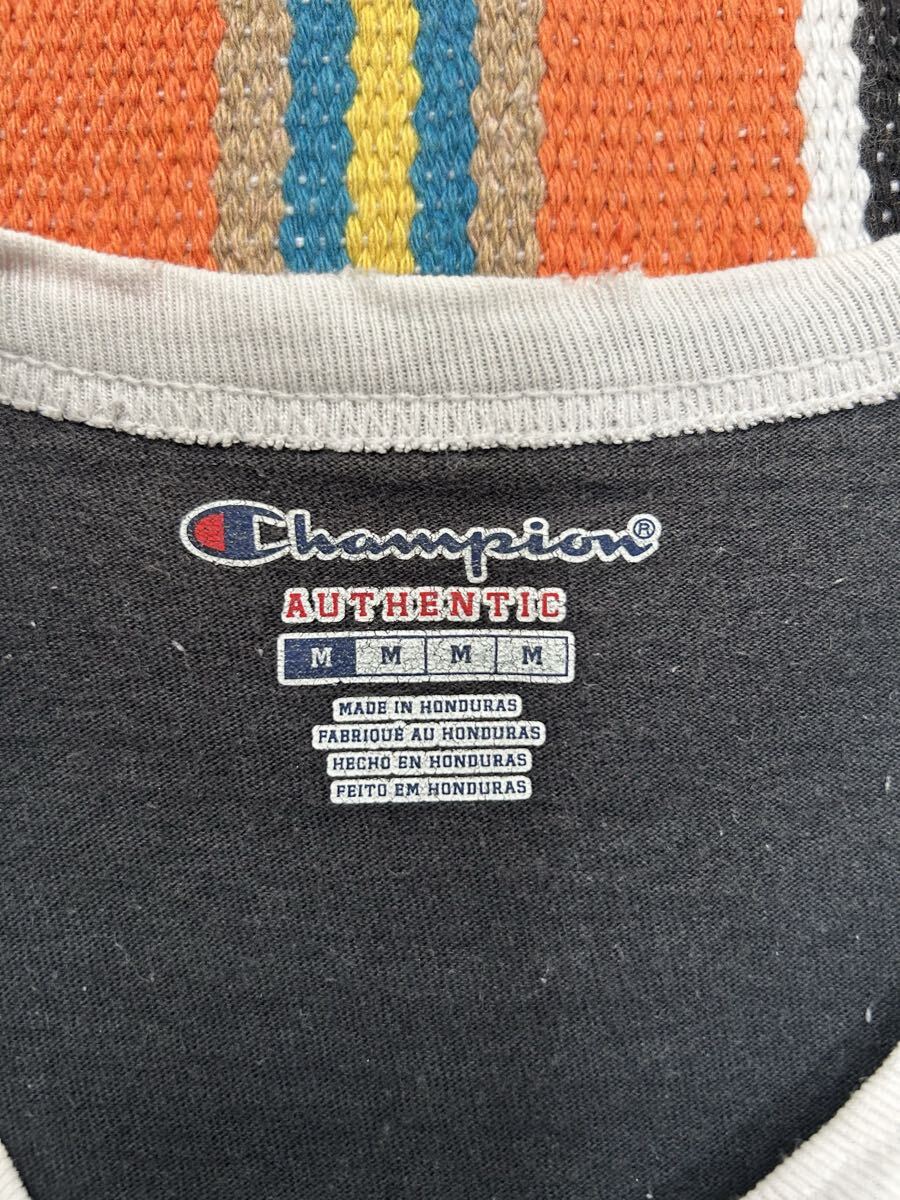 Champion®
AUTHENTIC
M M M M
MADE IN HONDURAS
FABRIQUÉ AU HONDURAS
HECHO EN HONDURAS
FEITO EM HONDURAS